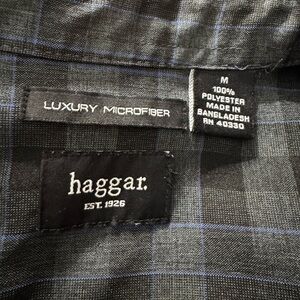 LUXURY MICROFIBER
M
100%
POLYESTER
MADE IN
BANGLADESH
RN 40330
haggar.
EST. 1926